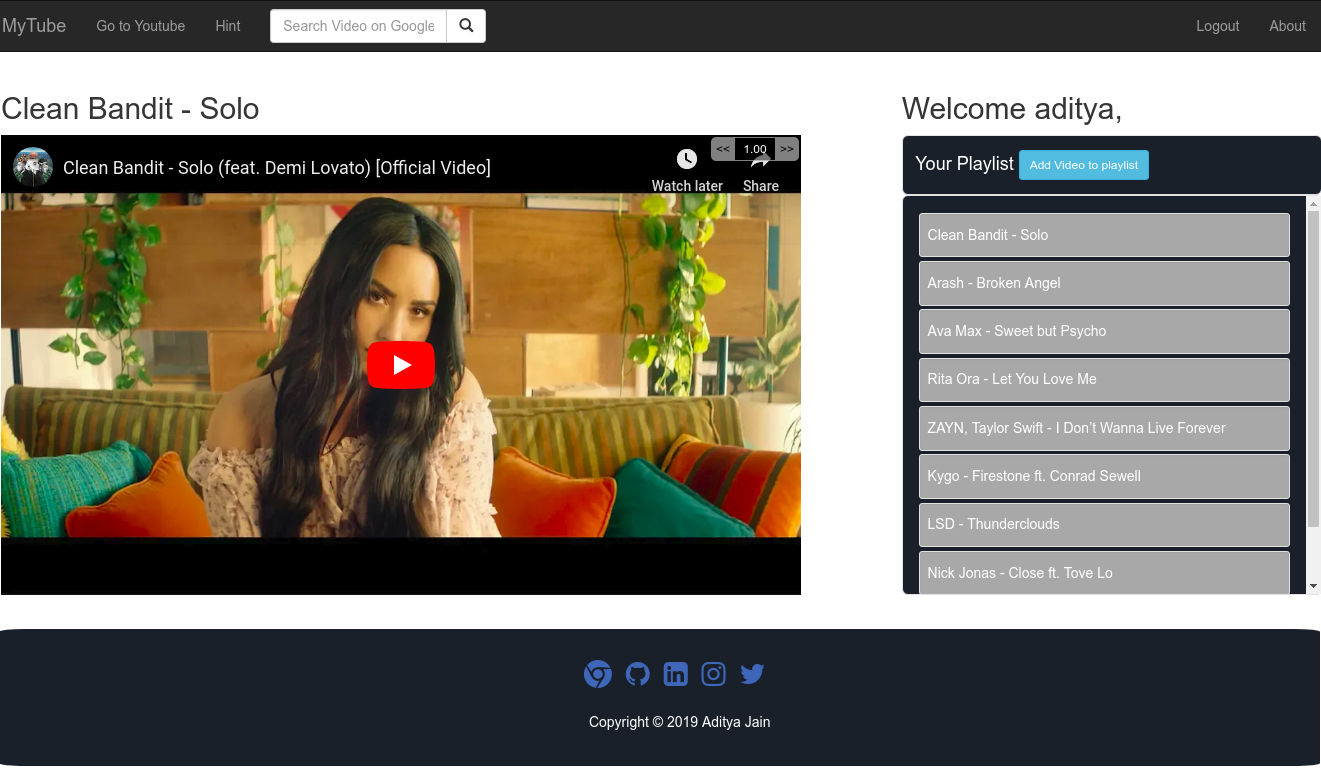 MyTube Go to Youtube Hint Search Video on Google Logout About
Clean Bandit - Solo
Clean Bandit - Solo (feat. Demi Lovato) [Official Video]
<< 1.00 >>
Watch later Share
Welcome aditya,
Your Playlist Add Video to playlist
Clean Bandit - Solo
Arash - Broken Angel
Ava Max - Sweet but Psycho
Rita Ora - Let You Love Me
ZAYN, Taylor Swift - I Don't Wanna Live Forever
Kygo - Firestone ft. Conrad Sewell
LSD - Thunderclouds
Nick Jonas - Close ft. Tove Lo
in
Copyright © 2019 Aditya Jain